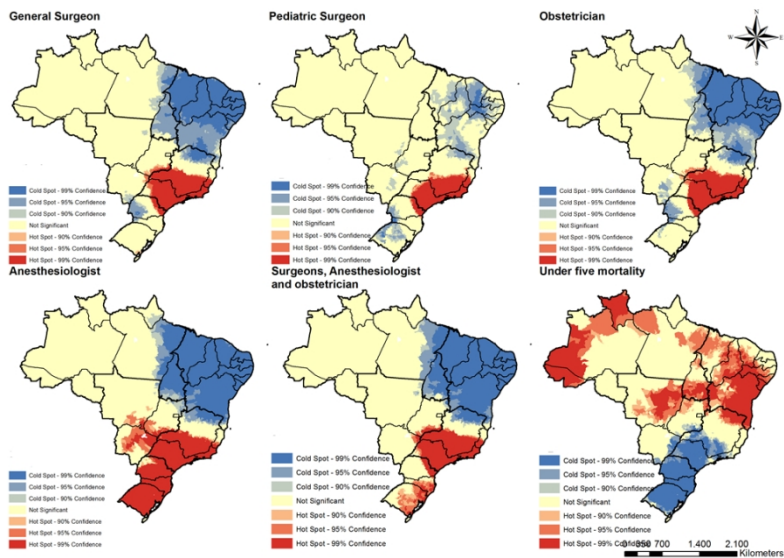 General Surgeon
Pediatric Surgeon
Obstetrician
N
W
E
S
Cold Spot - 99% Confidence
Cold Spot - 95% Confidence
Cold Spot - 90% Confidence
Not Significant
Hot Spot - 90% Confidence
Hot Spot - 95% Confidence
Hot Spot - 99% Confidence
Cold Spot - 99% Confidence
Cold Spot - 95% Confidence
Cold Spot - 90% Confidence
Not Significant
Hot Spot - 90% Confidence
Hot Spot - 95% Confidence
Hot Spot - 99% Confidence
Cold Spot - 99% Confidence
Cold Spot - 95% Confidence
Cold Spot - 90% Confidence
Not Significant
Hot Spot - 90% Confidence
Hot Spot - 95% Confidence
Hot Spot - 99% Confidence
Anesthesiologist
Surgeons, Anesthesiologist
and obstetrician
Under five mortality
Cold Spot - 99% Confidence
Cold Spot - 95% Confidence
Cold Spot - 90% Confidence
Not Significant
Hot Spot - 90% Confidence
Hot Spot - 95% Confidence
Hot Spot - 99% Confidence
Cold Spot - 99% Confidence
Cold Spot - 95% Confidence
Cold Spot - 90% Confidence
Not Significant
Hot Spot - 90% Confidence
Hot Spot - 95% Confidence
Hot Spot - 99% Confidence
Cold Spot - 99% Confidence
Cold Spot - 95% Confidence
Cold Spot - 90% Confidence
Not Significant
Hot Spot - 90% Confidence
Hot Spot - 95% Confidence
Hot Spot - 99% Confidence
0 350 700 1.400 2.100
Kilometers